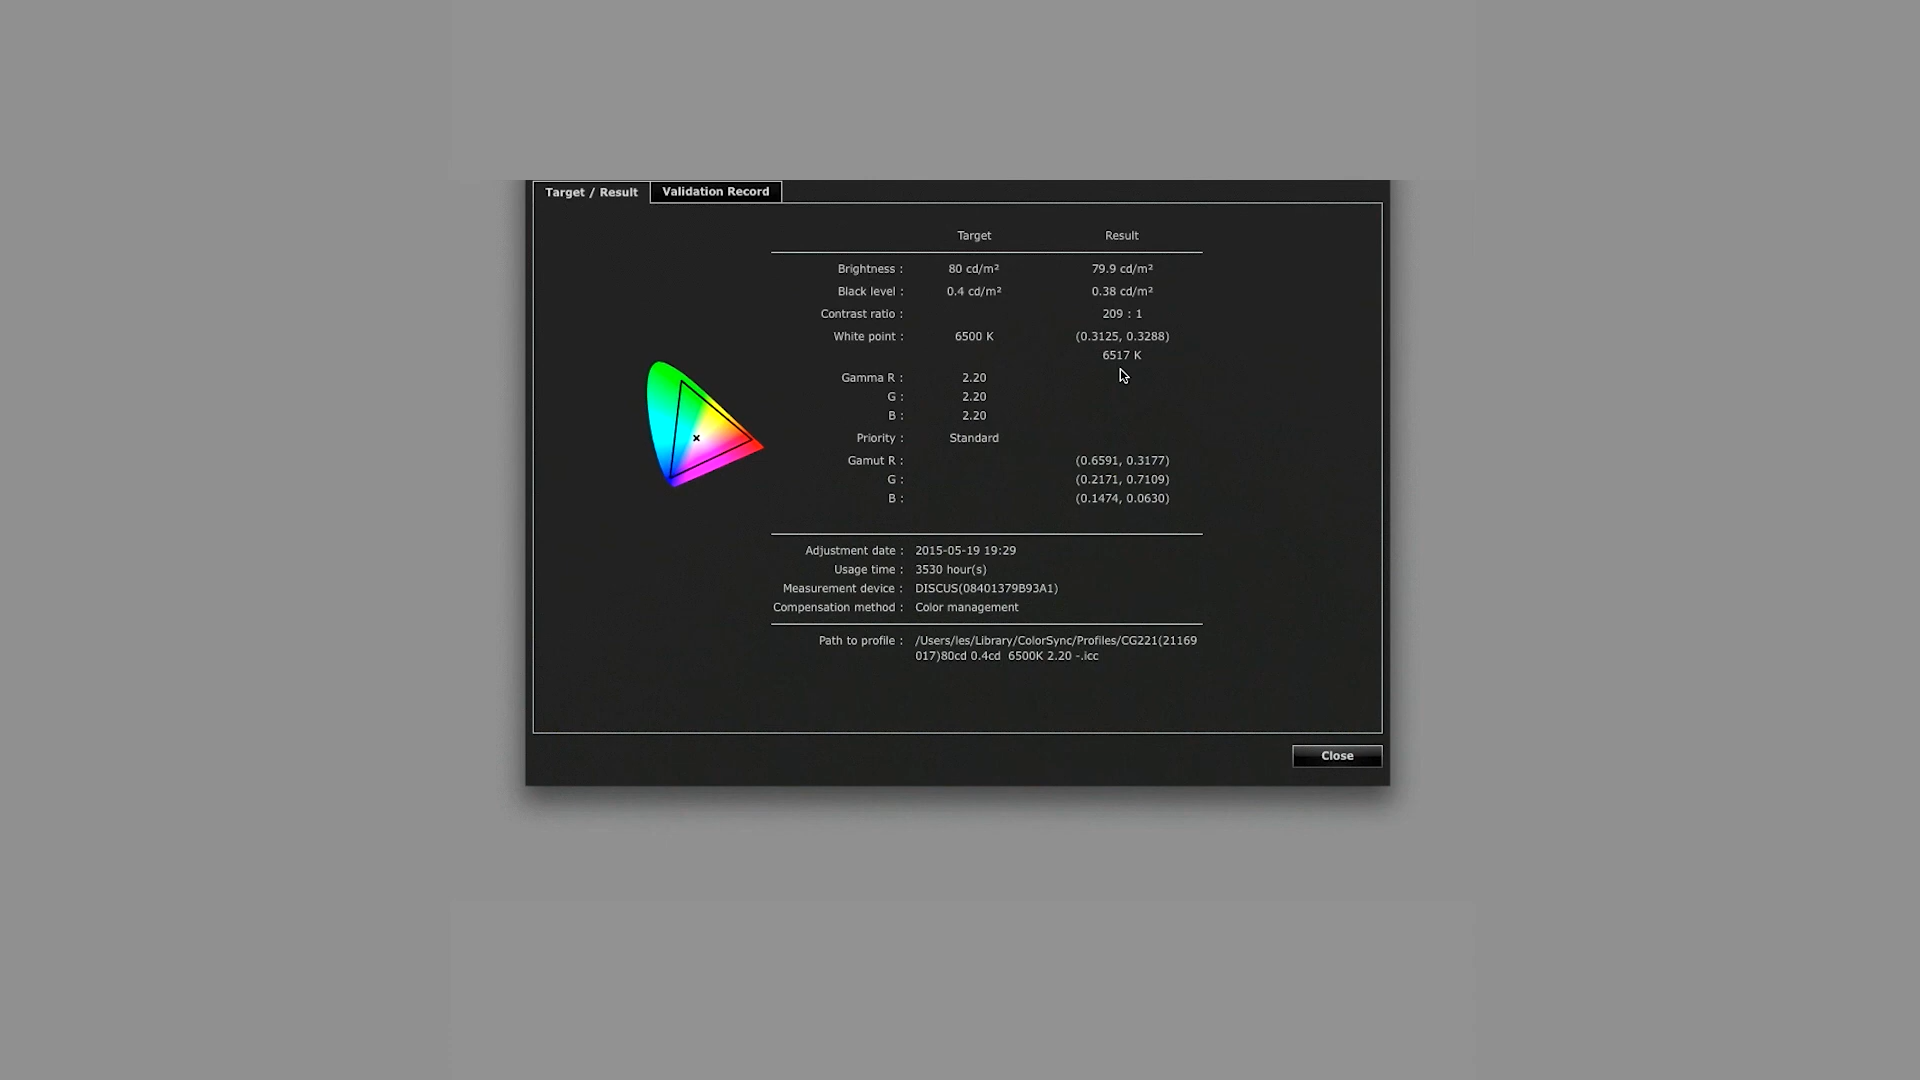 Target / Result Validation Record
Target Result
Brightness : 80 cd/m² 79.9 cd/m²
Black level : 0.4 cd/m² 0.38 cd/m²
Contrast ratio : 209 : 1
White point : 6500 K (0.3125, 0.3288)
6517 K
Gamma R : 2.20
G : 2.20
B : 2.20
Priority : Standard
Gamut R : (0.6591, 0.3177)
G : (0.2171, 0.7109)
B : (0.1474, 0.0630)
Adjustment date : 2015-05-19 19:29
Usage time : 3530 hour(s)
Measurement device : DISCUS(08401379B93A1)
Compensation method : Color management
Path to profile : /Users/les/Library/ColorSync/Profiles/CG221(21169
017)80cd 0.4cd  6500K 2.20 -.icc
Close